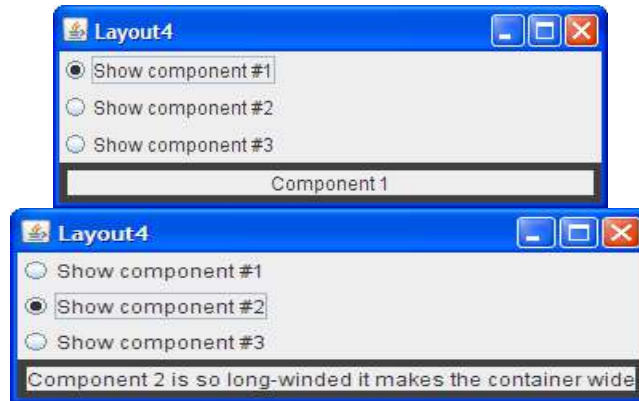 Layout4
Show component #1
Show component #2
Show component #3
Component 1
Layout4
Show component #1
Show component #2
Show component #3
Component 2 is so long-winded it makes the container wide